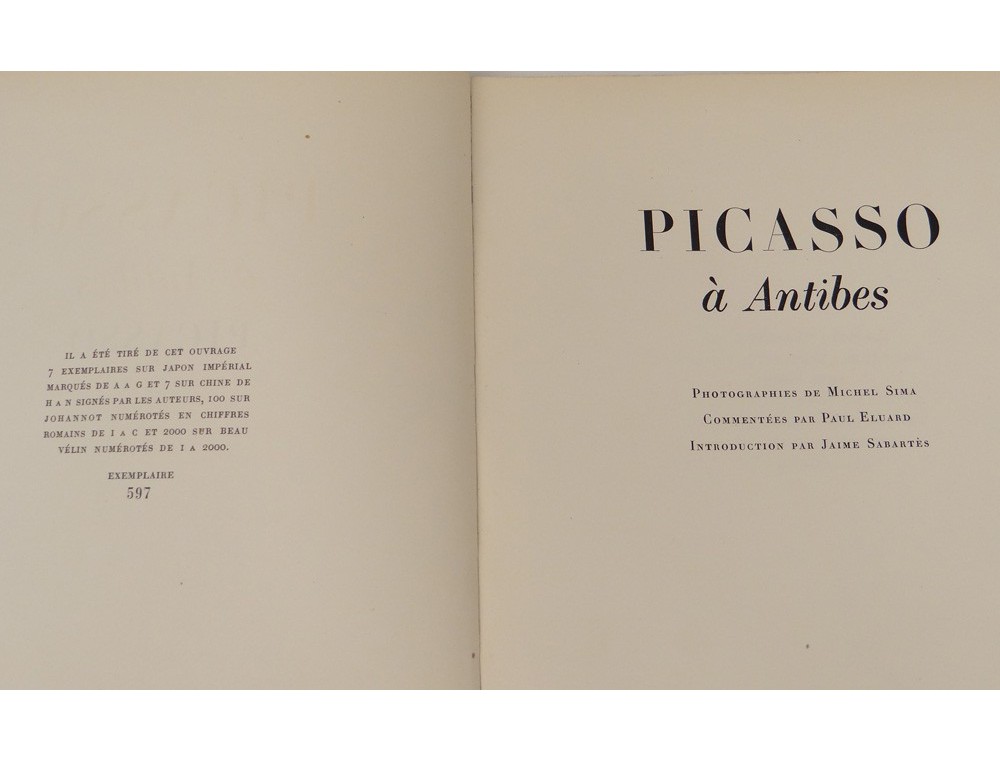 IL A ÉTÉ TIRÉ DE CET OUVRAGE
7 EXEMPLAIRES SUR JAPON IMPÉRIAL
MARQUÉS DE A A G ET 7 SUR CHINE DE
H A N SIGNÉS PAR LES AUTEURS, 100 SUR
JOHANNOT NUMÉROTÉS EN CHIFFRES
ROMAINS DE I A C ET 2000 SUR BEAU
VÉLIN NUMÉROTÉS DE 1 A 2000.
EXEMPLAIRE
597
PICASSO
à Antibes
PHOTOGRAPHIES DE MICHEL SIMA
COMMENTÉES PAR PAUL ELUARD
INTRODUCTION PAR JAIME SABARTÈS